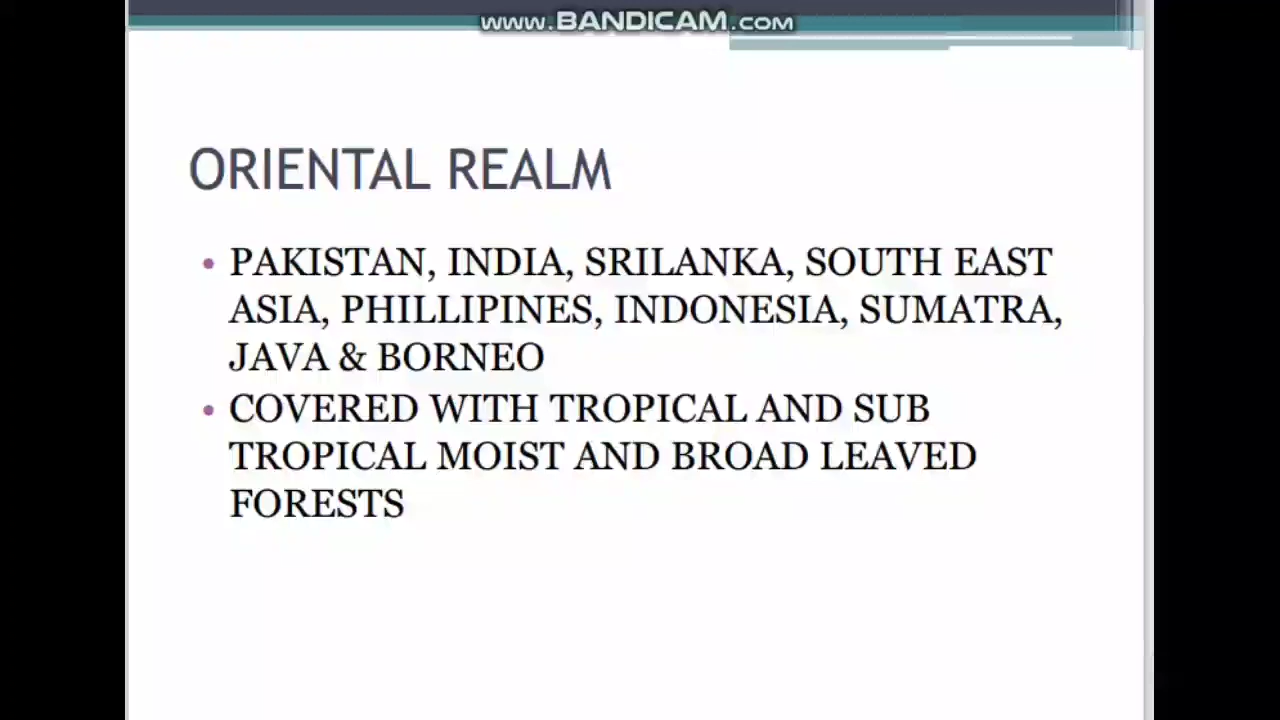 www.BANDICAM.com
ORIENTAL REALM
• PAKISTAN, INDIA, SRILANKA, SOUTH EAST
ASIA, PHILLIPINES, INDONESIA, SUMATRA,
JAVA & BORNEO
• COVERED WITH TROPICAL AND SUB
TROPICAL MOIST AND BROAD LEAVED
FORESTS